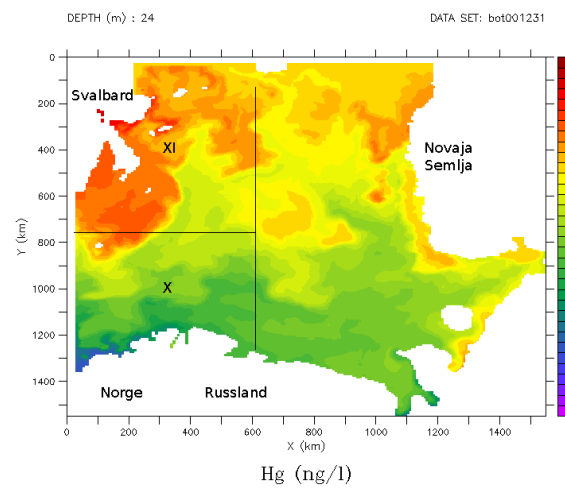 DEPTH (m) : 24
DATA SET: bot001231
0
200
400
600
800
1000
1200
1400
Y (km)
Svalbard
XI
Novaja
Semlja
X
Norge
Russland
0
200
400
600
800
1000
1200
1400
X (km)
Hg (ng/l)